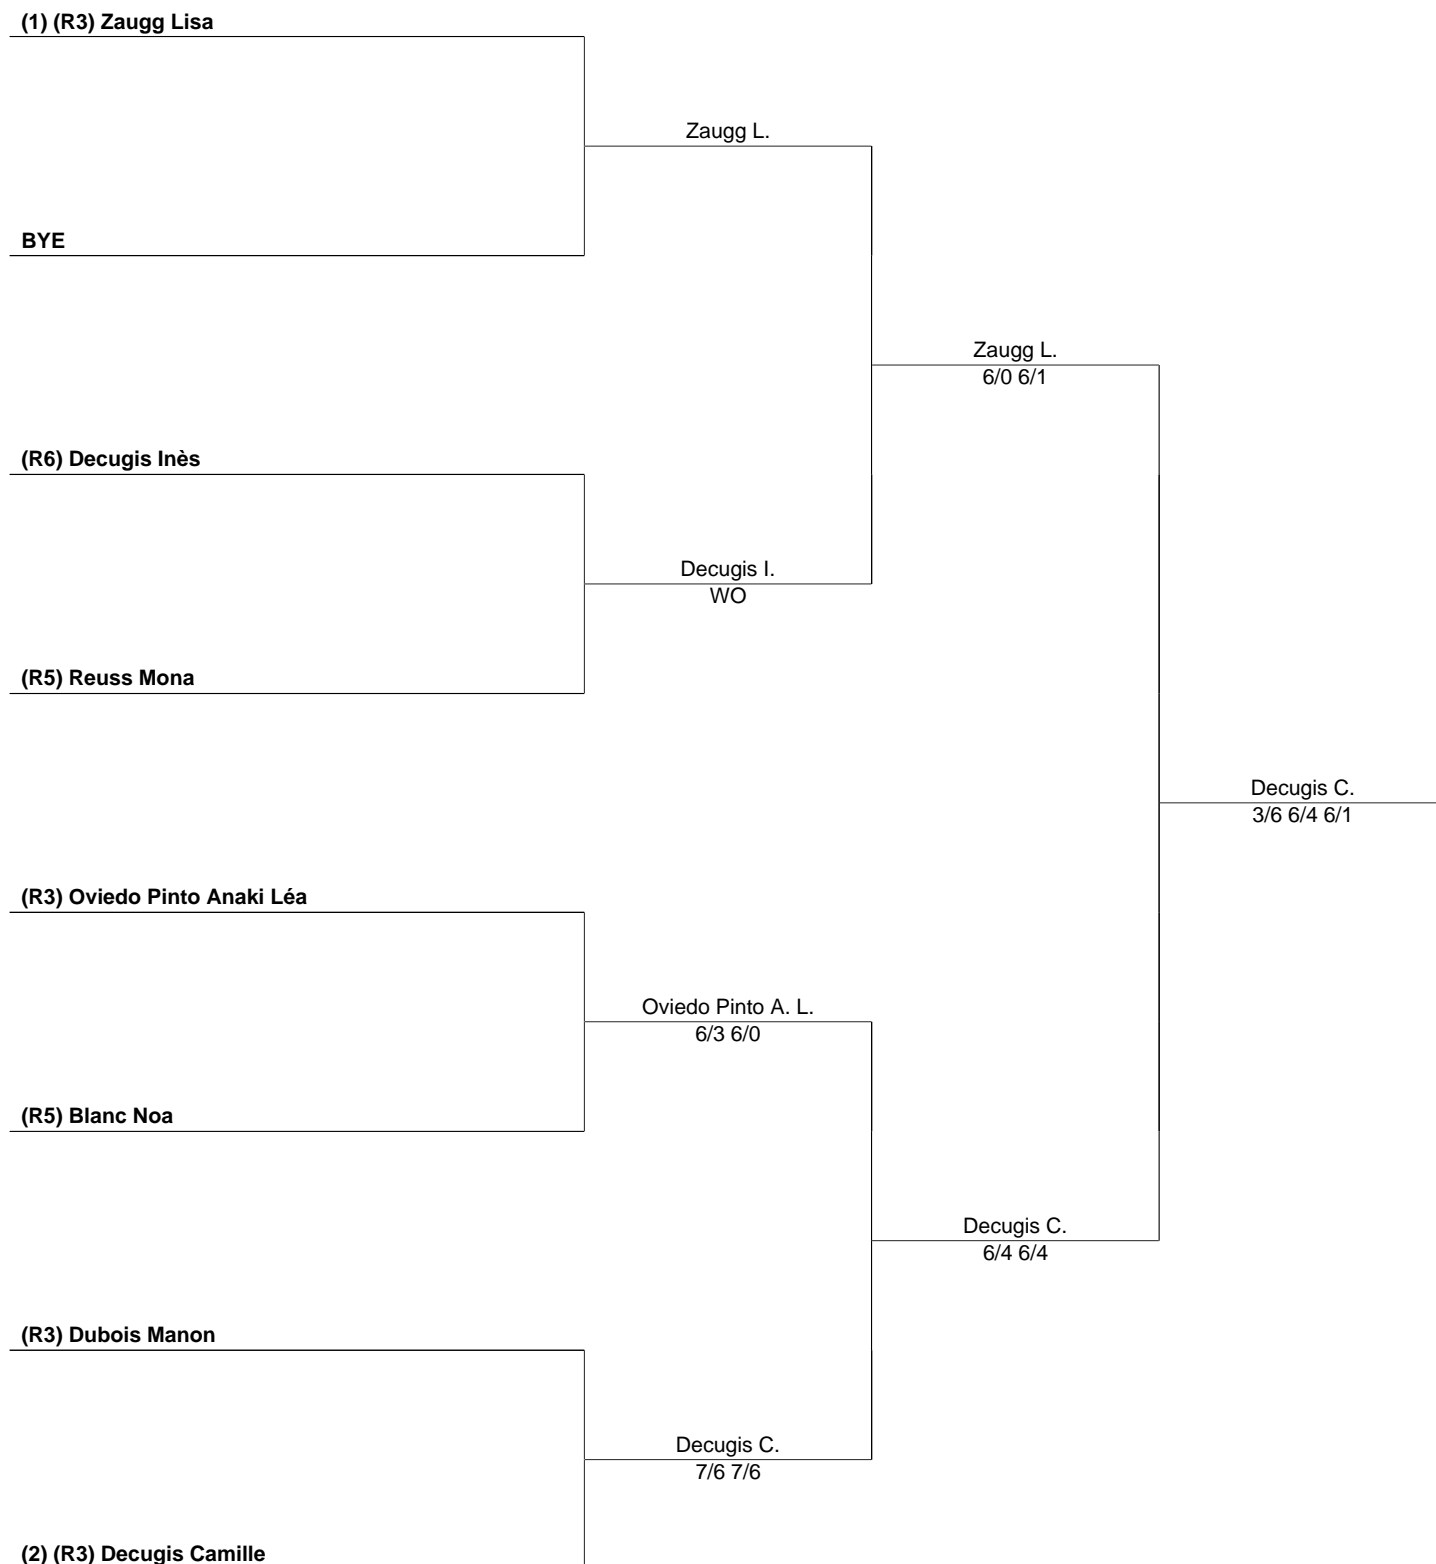 (1) (R3) Zaugg Lisa
Zaugg L.
BYE
Zaugg L.
6/0 6/1
(R6) Decugis Inès
Decugis I.
WO
(R5) Reuss Mona
Decugis C.
3/6 6/4 6/1
(R3) Oviedo Pinto Anaki Léa
Oviedo Pinto A. L.
6/3 6/0
(R5) Blanc Noa
Decugis C.
6/4 6/4
(R3) Dubois Manon
Decugis C.
7/6 7/6
(2) (R3) Decugis Camille